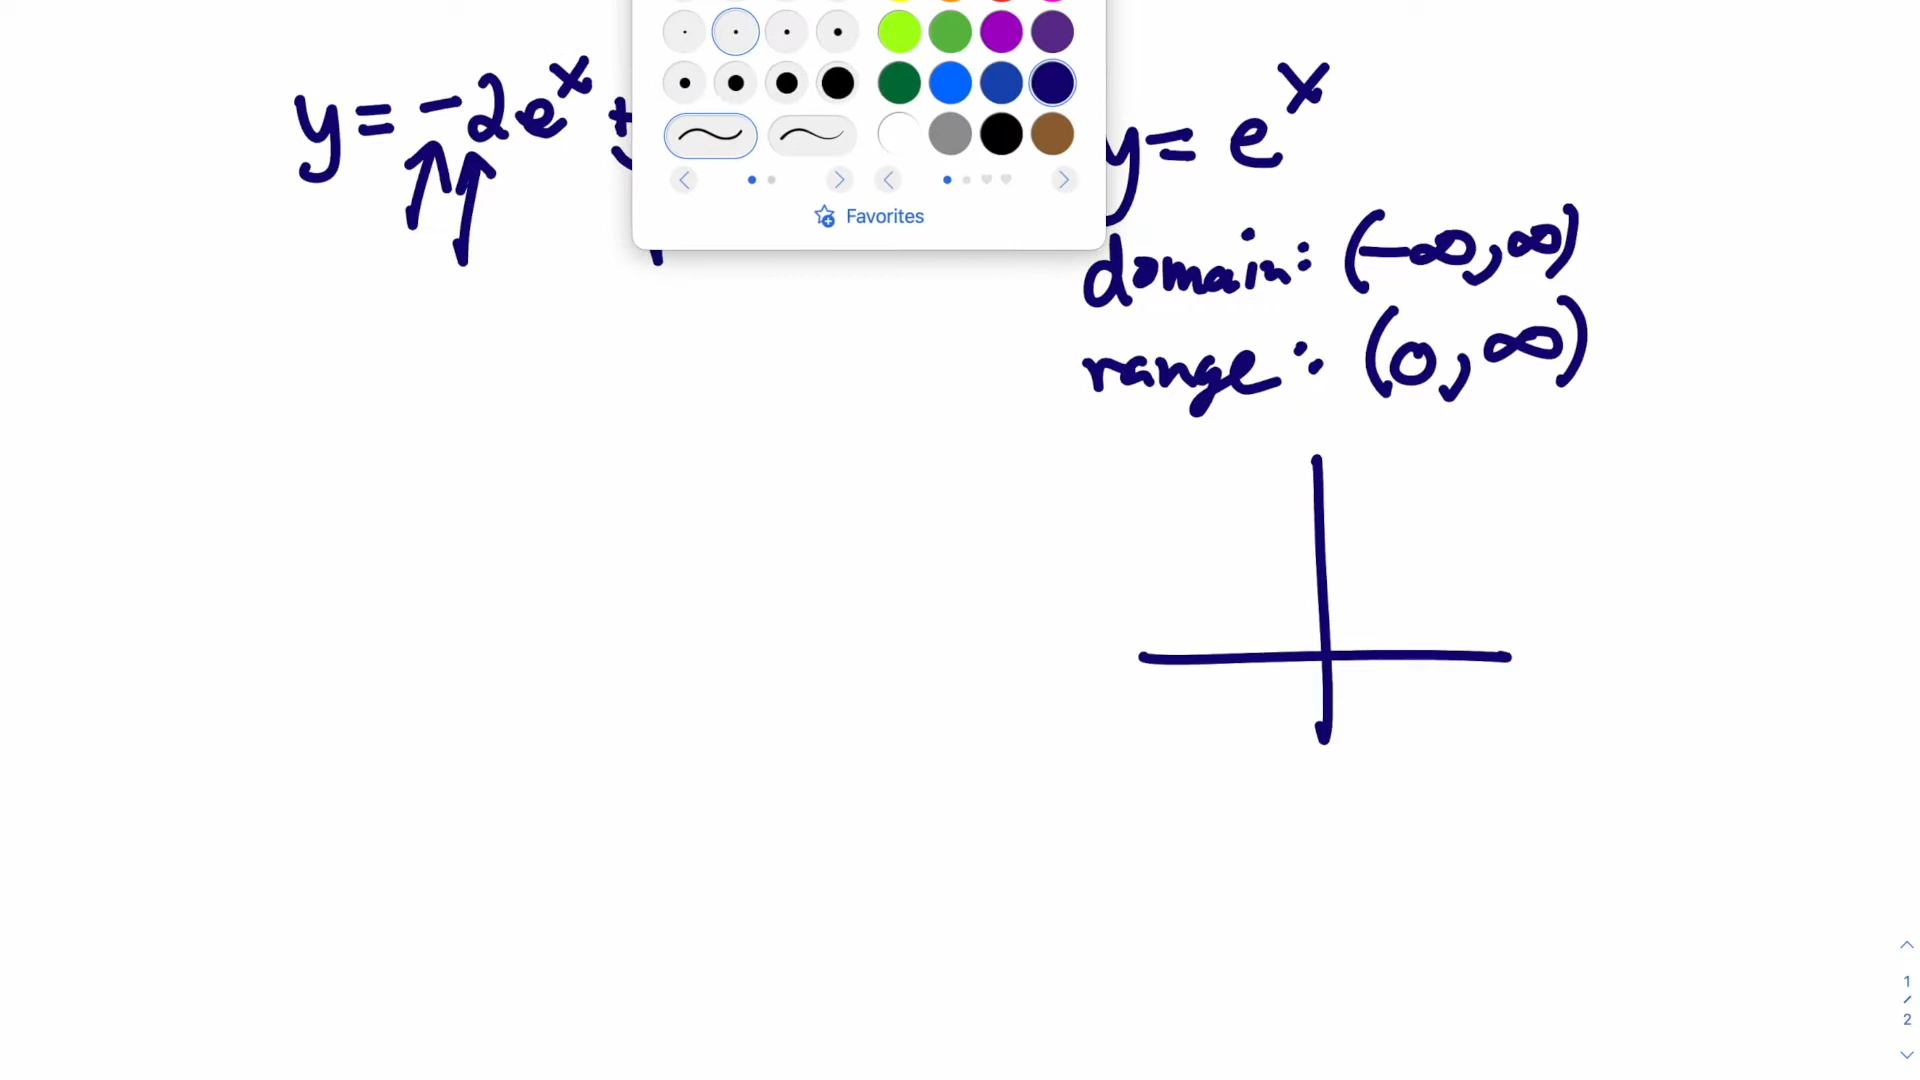 y = -2e^x +
y = e^x
Favorites
domain: (-∞, ∞)
range: (0, ∞)
1
/
2